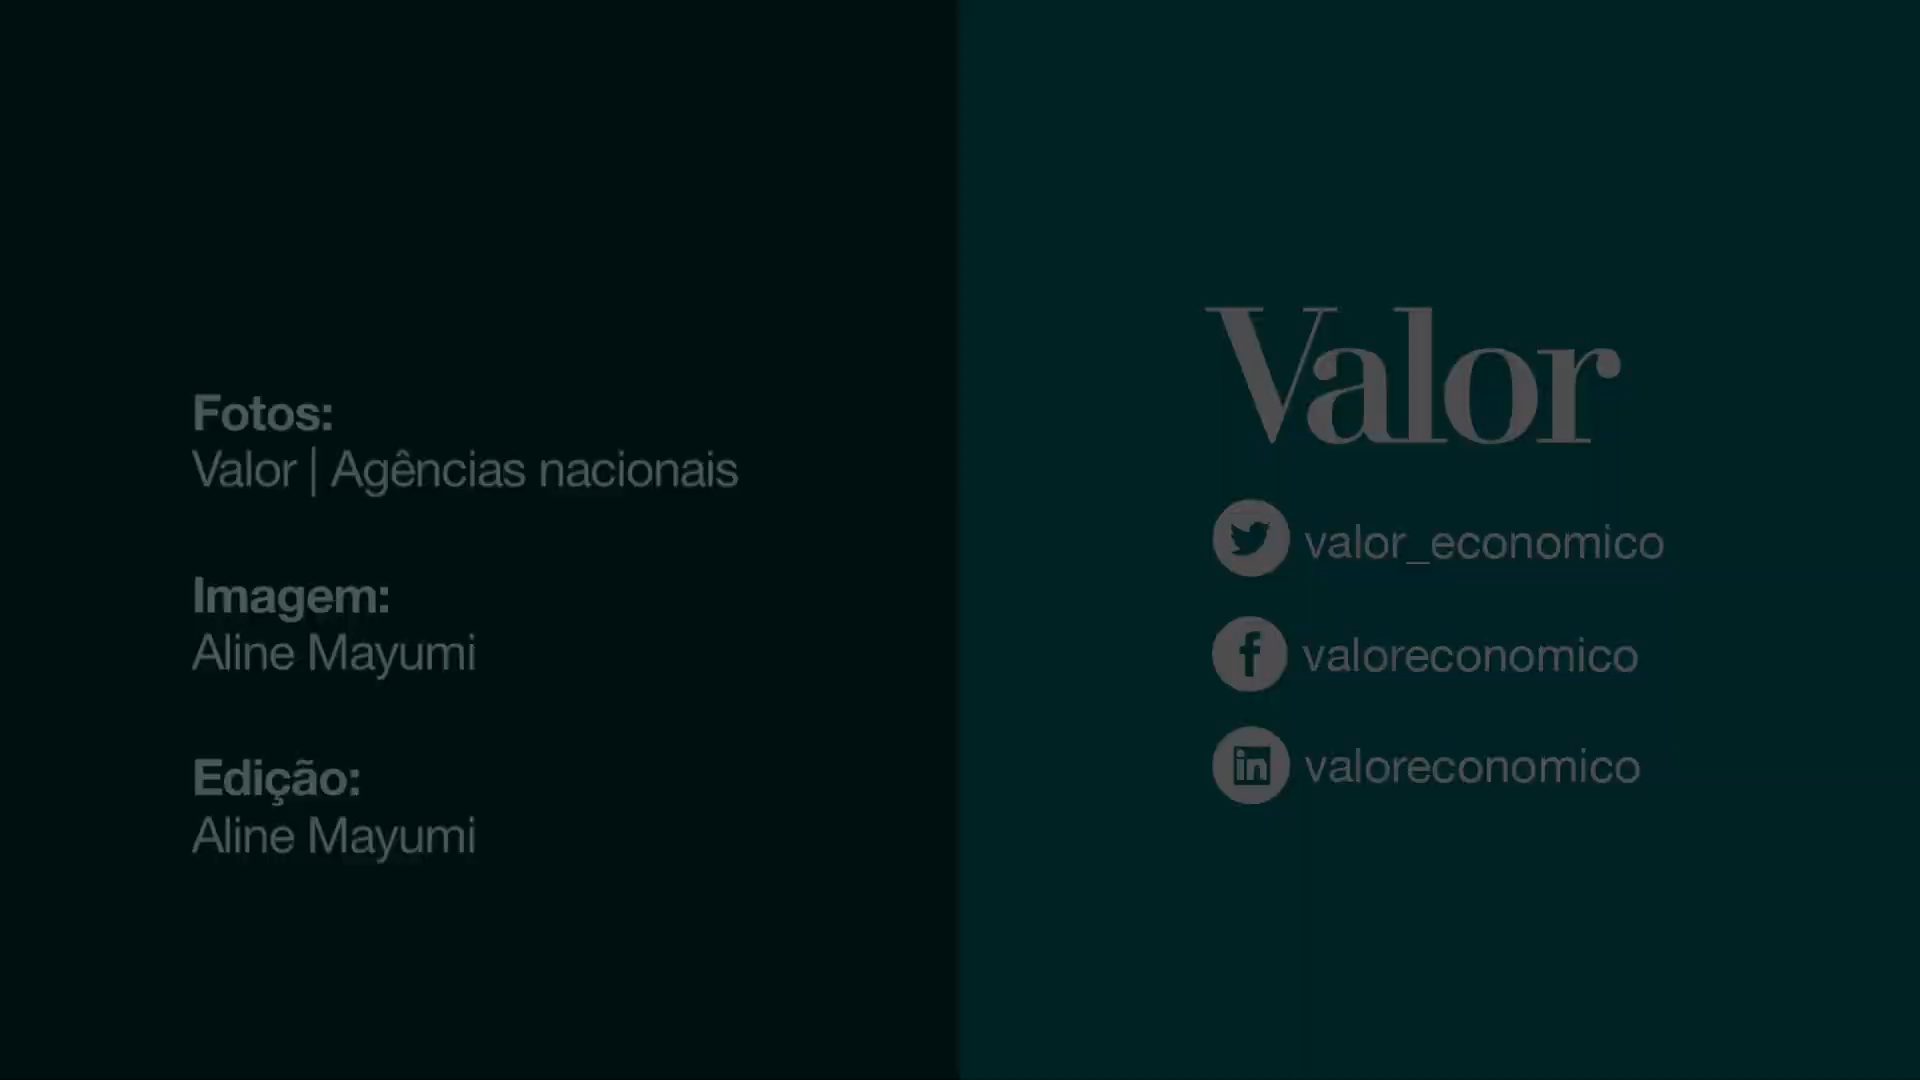 Fotos:
Valor | Agências nacionais
Imagem:
Aline Mayumi
Edição:
Aline Mayumi
Valor
valor_economico
valoreconomico
valoreconomico